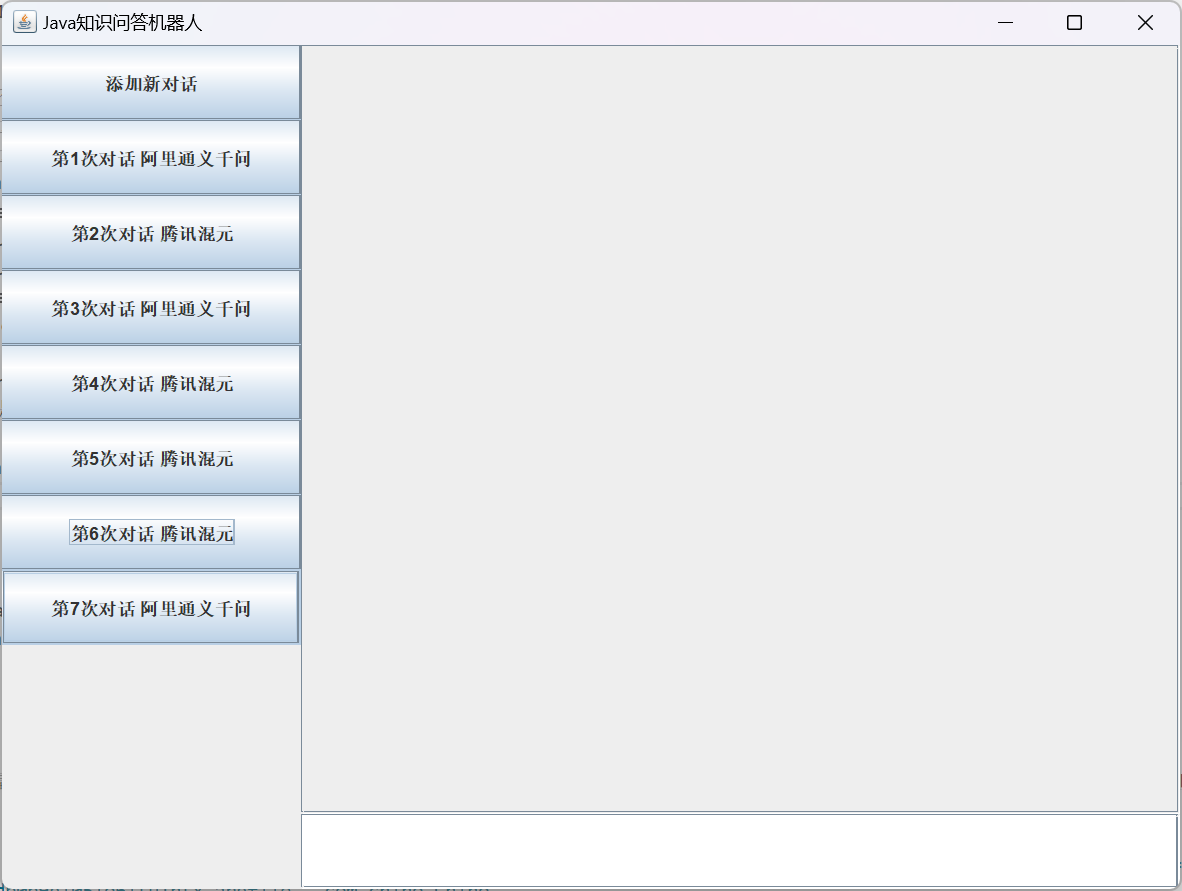 Java知识问答机器人
添加新对话
第1次对话 阿里通义千问
第2次对话 腾讯混元
第3次对话 阿里通义千问
第4次对话 腾讯混元
第5次对话 腾讯混元
第6次对话 腾讯混元
第7次对话 阿里通义千问